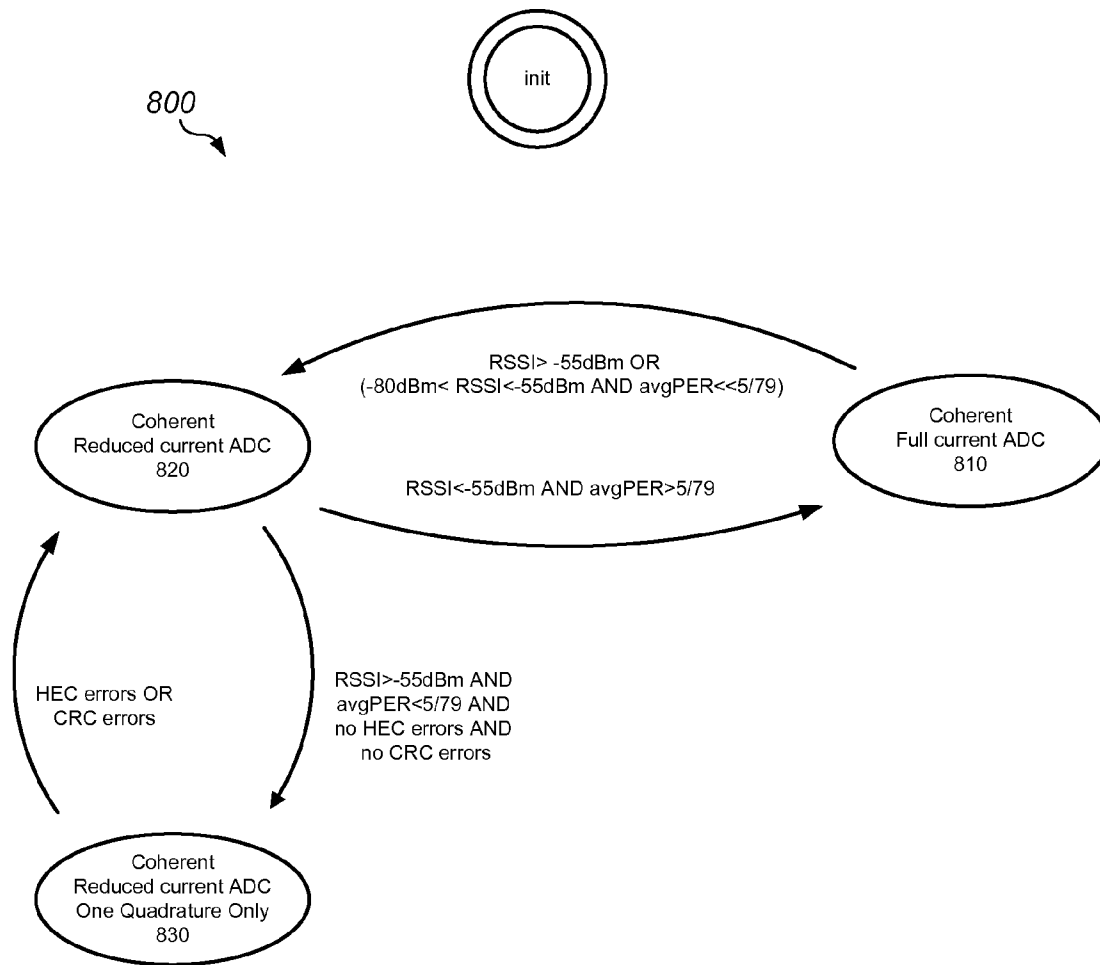 init
800
RSSI> -55dBm OR
(-80dBm< RSSI<-55dBm AND avgPER<<5/79)
Coherent
Reduced current ADC
820
Coherent
Full current ADC
810
RSSI<-55dBm AND avgPER>5/79
HEC errors OR
CRC errors
RSSI>-55dBm AND
avgPER<5/79 AND
no HEC errors AND
no CRC errors
Coherent
Reduced current ADC
One Quadrature Only
830